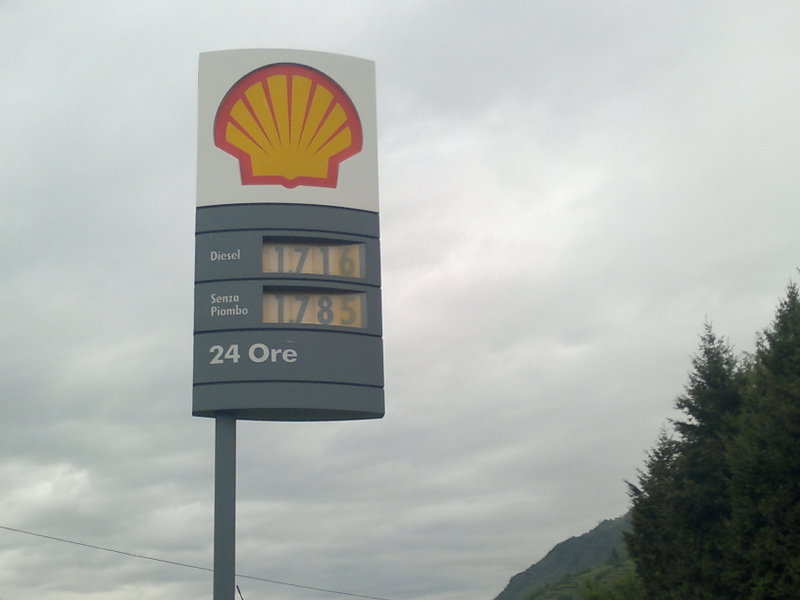 Diesel 1.716
Senza
Piombo 1.785
24 Ore